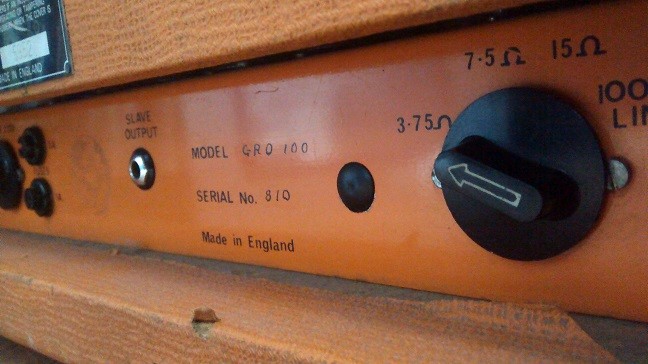 MADE IN ENGLAND
SLAVE
OUTPUT
MODEL GRO 100
SERIAL No. 810
Made in England
3·75Ω
7·5Ω
15Ω
100
LIN